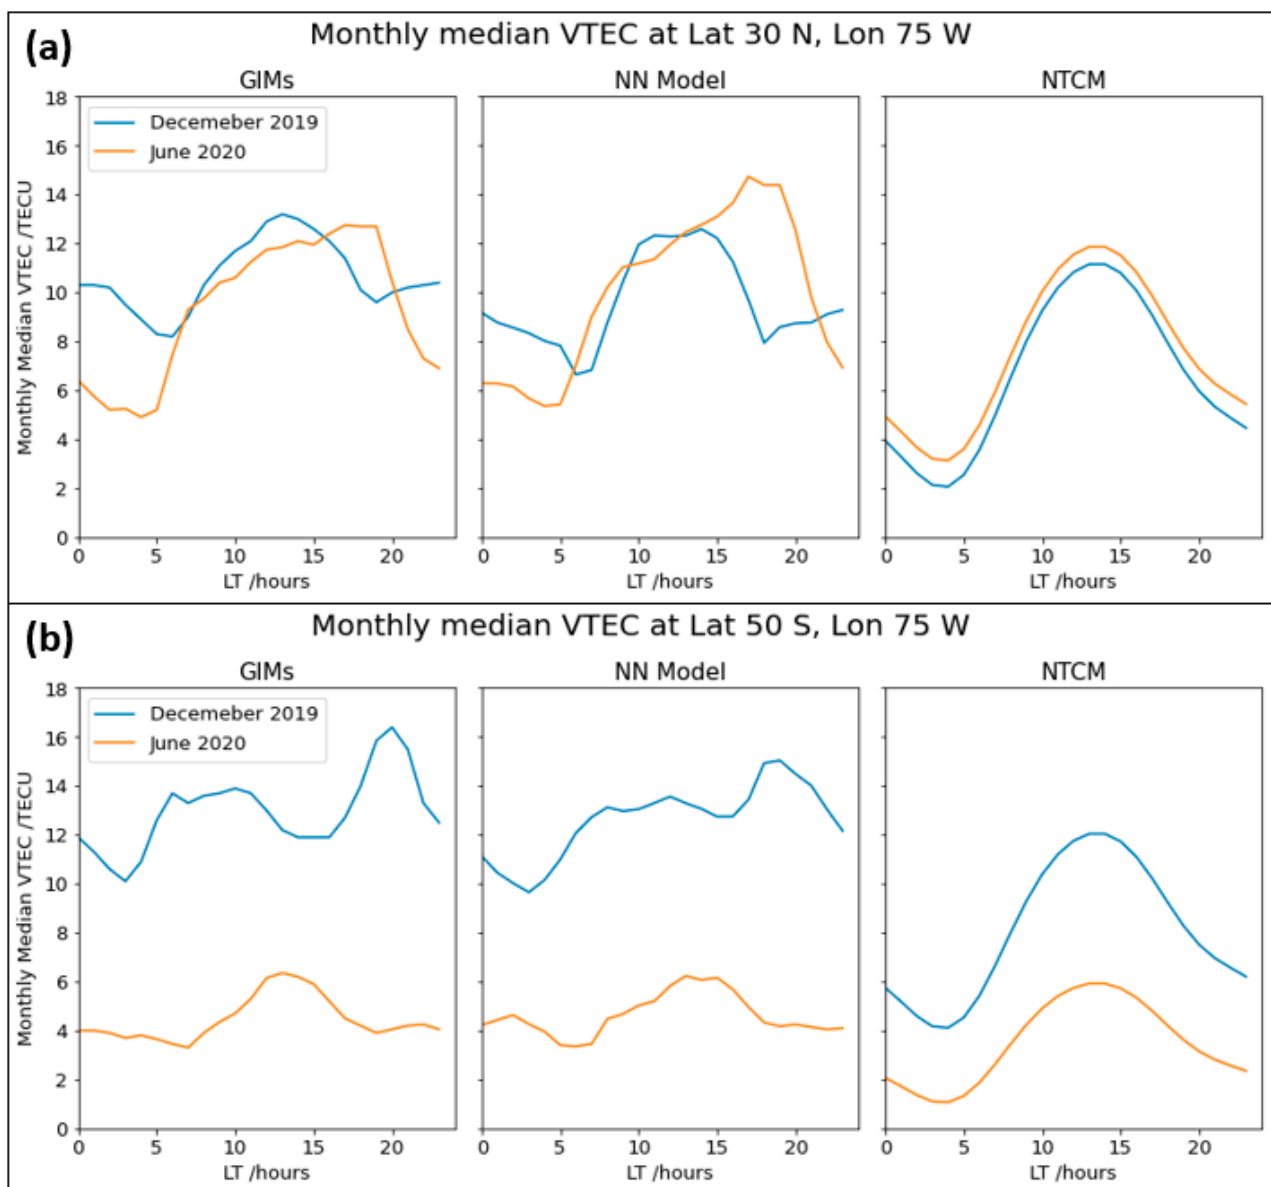 (a)
Monthly median VTEC at Lat 30 N, Lon 75 W
GIMs
NN Model
NTCM
Monthly Median VTEC /TECU
18
16
14
12
10
8
6
4
2
0
Decemeber 2019
June 2020
0 5 10 15 20
0 5 10 15 20
0 5 10 15 20
LT /hours
LT /hours
LT /hours
(b)
Monthly median VTEC at Lat 50 S, Lon 75 W
GIMs
NN Model
NTCM
Monthly Median VTEC /TECU
18
16
14
12
10
8
6
4
2
0
Decemeber 2019
June 2020
0 5 10 15 20
0 5 10 15 20
0 5 10 15 20
LT /hours
LT /hours
LT /hours